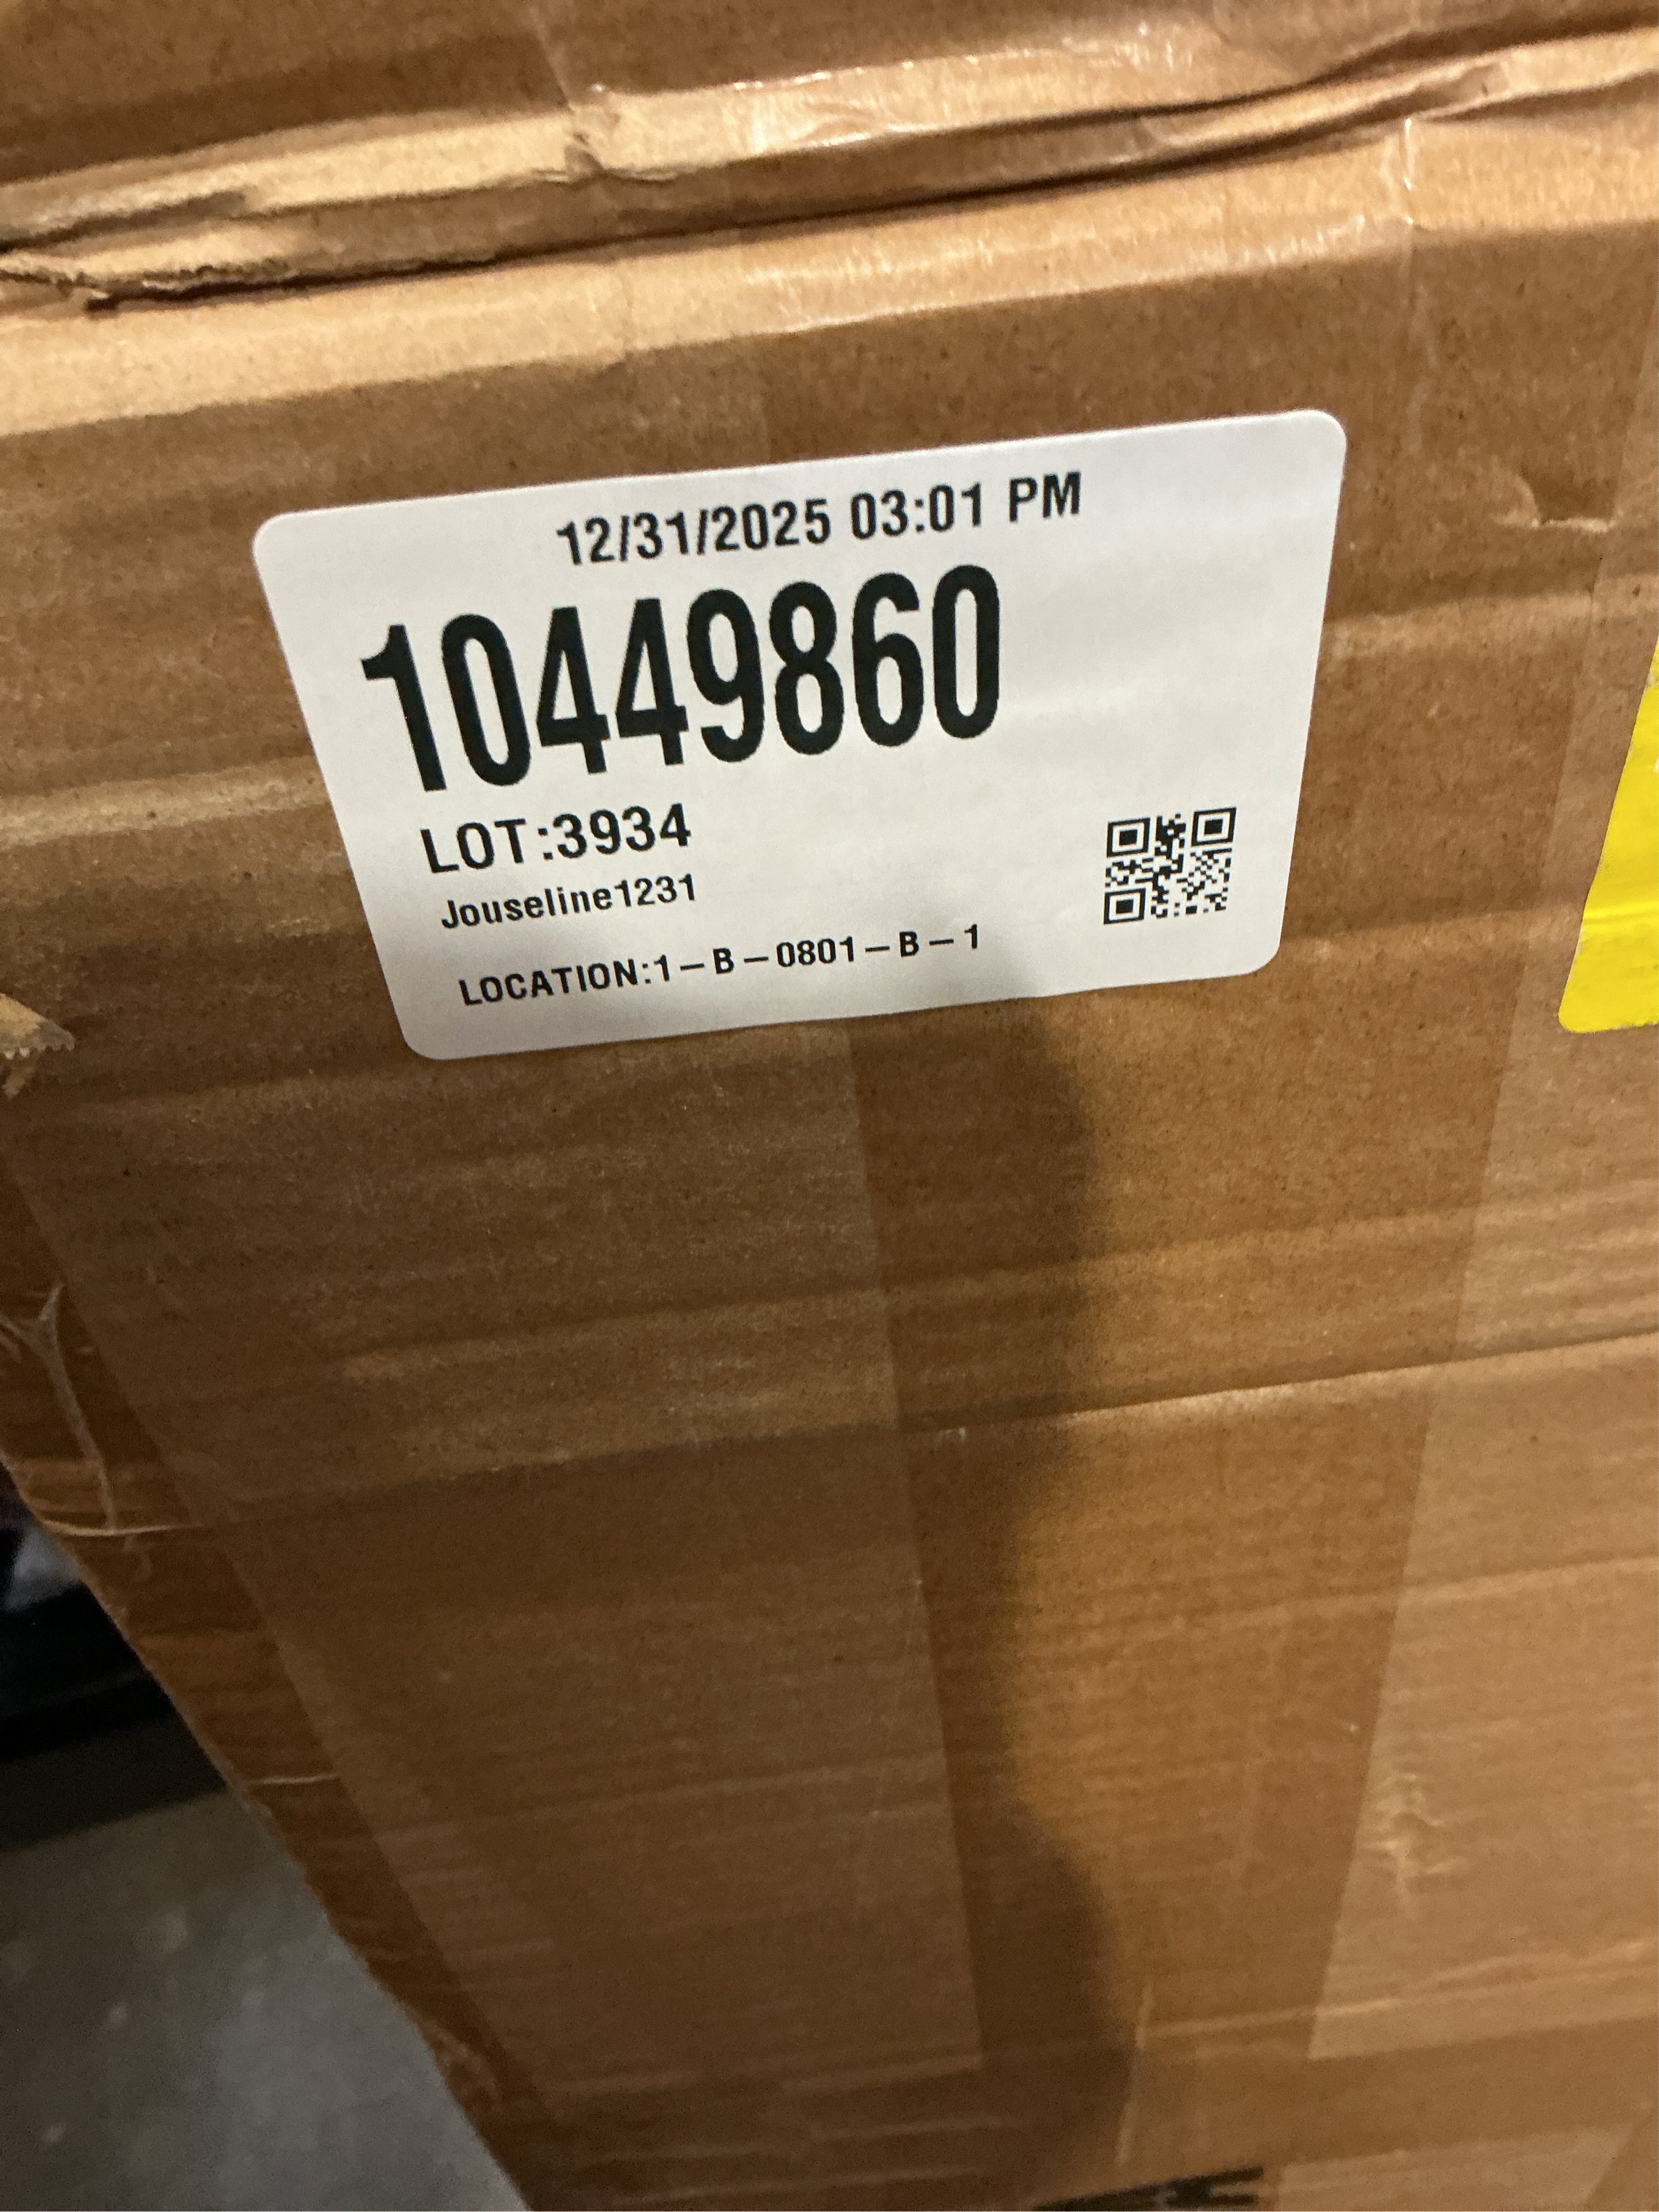 12/31/2025 03:01 PM
10449860
LOT:3934
Jouseline1231
LOCATION:1-B-0801-B-1